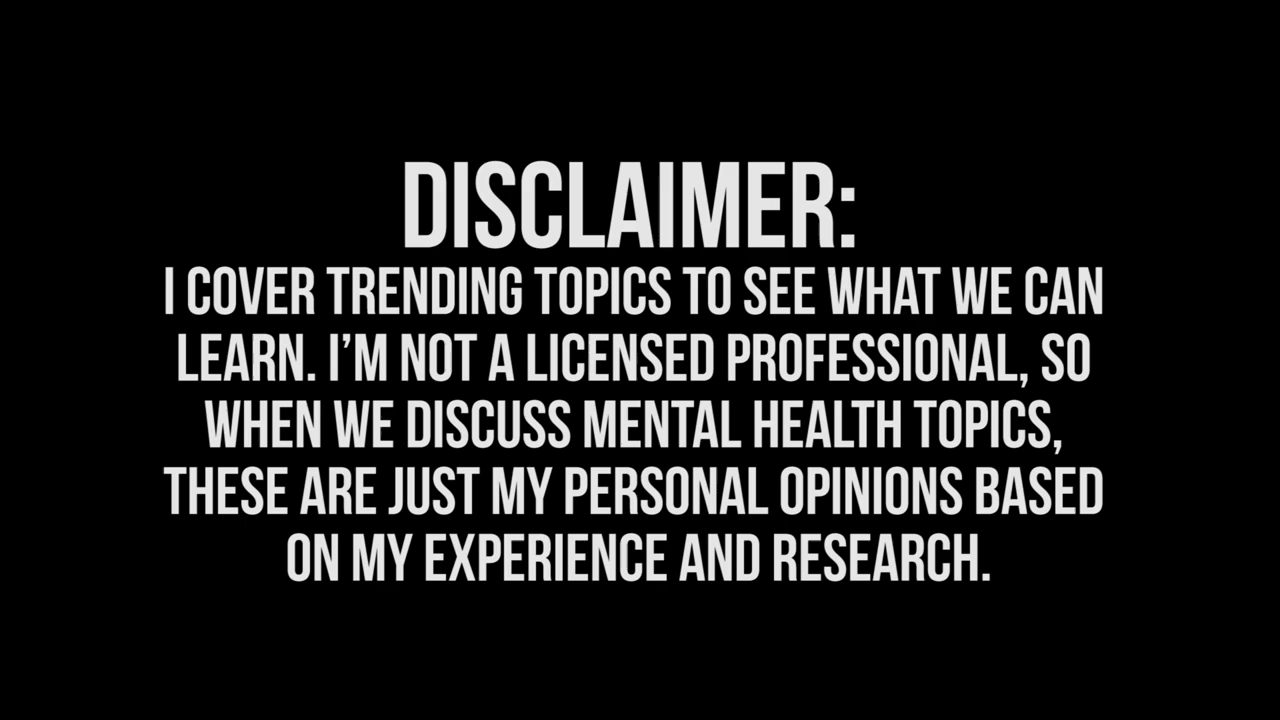 DISCLAIMER:
I COVER TRENDING TOPICS TO SEE WHAT WE CAN
LEARN. I’M NOT A LICENSED PROFESSIONAL, SO
WHEN WE DISCUSS MENTAL HEALTH TOPICS,
THESE ARE JUST MY PERSONAL OPINIONS BASED
ON MY EXPERIENCE AND RESEARCH.